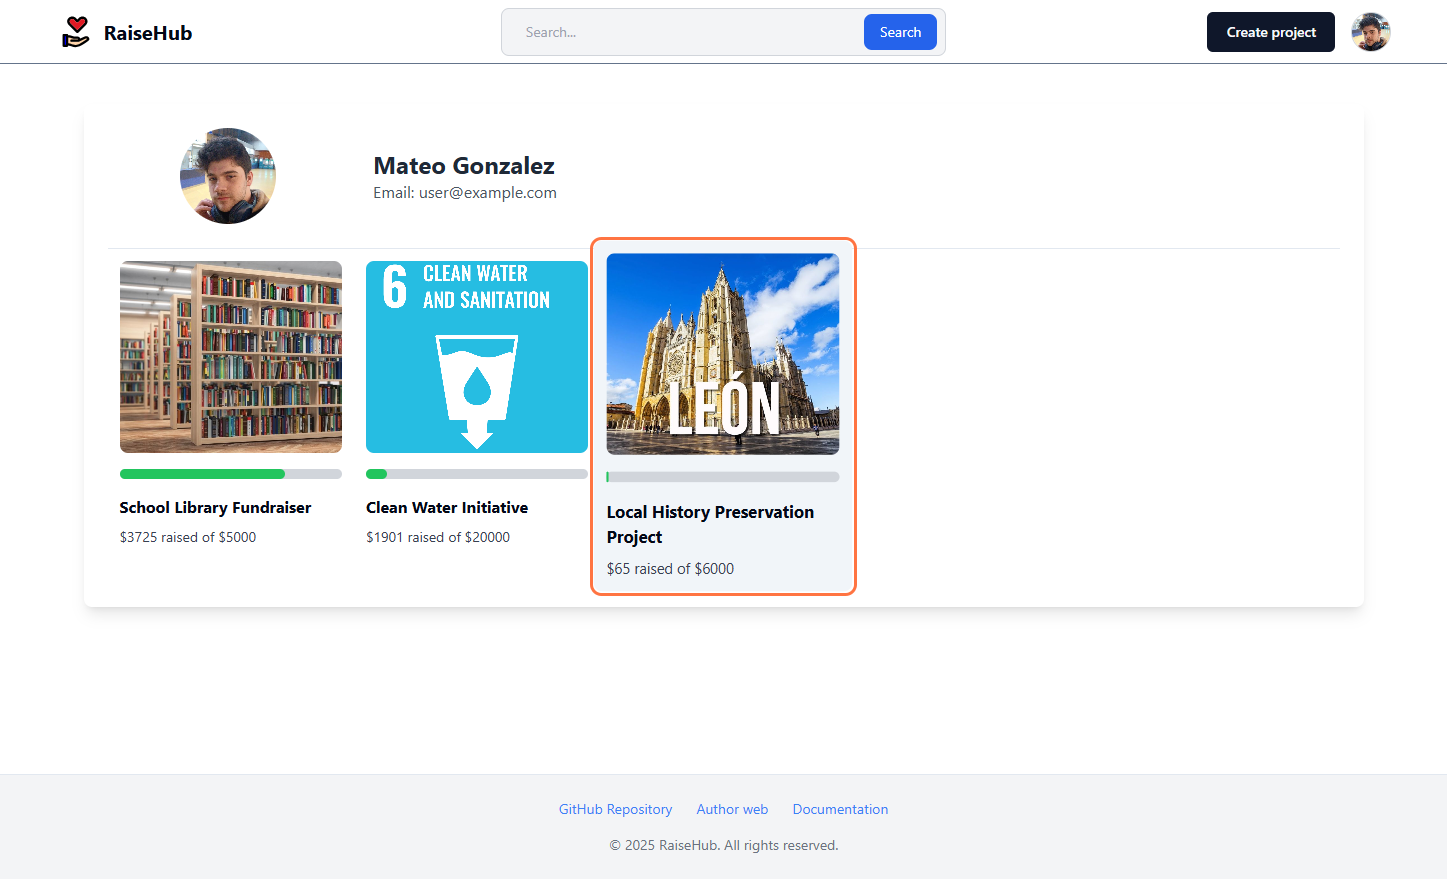 RaiseHub
Search...
Search
Create project
Mateo Gonzalez
Email: user@example.com
6
CLEAN WATER
AND SANITATION
LEÓN
School Library Fundraiser
$3725 raised of $5000
Clean Water Initiative
$1901 raised of $20000
Local History Preservation
Project
$65 raised of $6000
GitHub Repository
Author web
Documentation
© 2025 RaiseHub. All rights reserved.